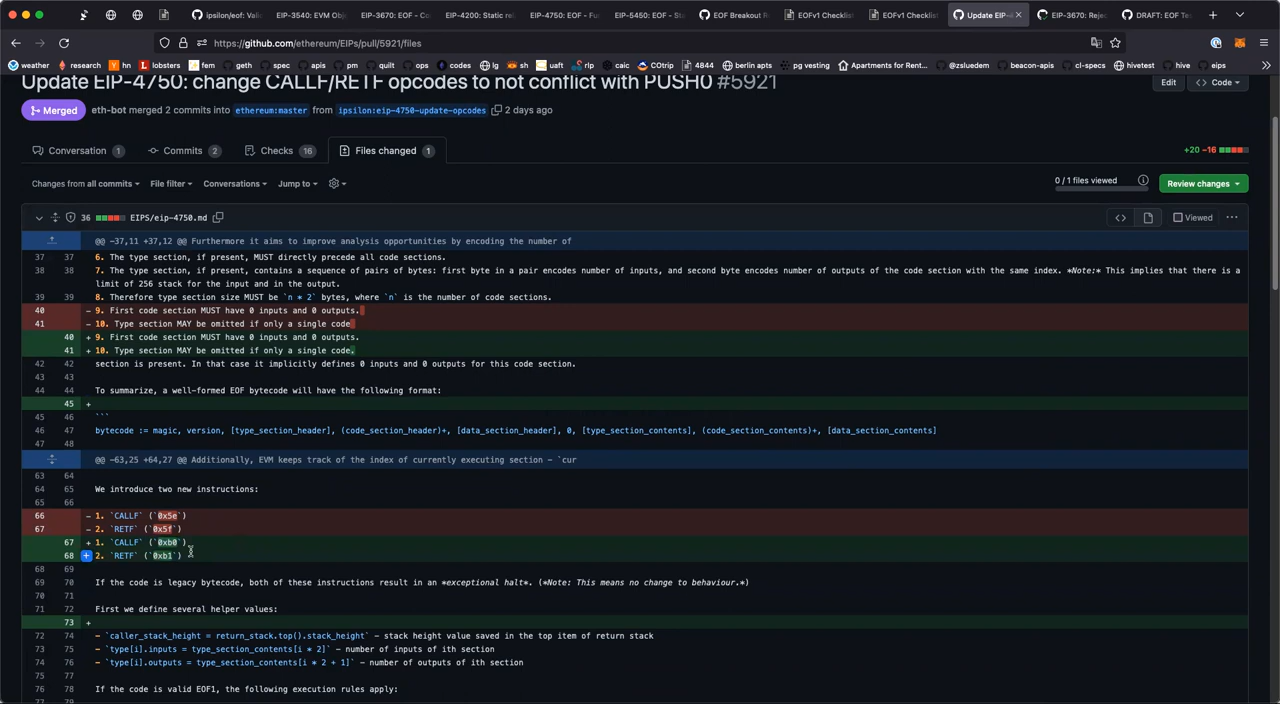 ipsilon/eof: Vali
EIP-3540: EVM Obj
EIP-3670: EOF - Co
EIP-4200: Static re
EIP-4750: EOF - Fu
EIP-5450: EOF - Sta
EOF Breakout R
EOFv1 Checklist
EOFv1 Checklist
Update EIP-4
EIP-3670: Rejec
DRAFT: EOF Te
https://github.com/ethereum/EIPs/pull/5921/files
weather research hn lobsters fem geth spec apis pm quilt ops codes lg sh uaft rlp caic COtrip 4844 berlin apts pg vesting Apartments for Rent... @zsluedem beacon-apis cl-specs hivetest hive eips
Update EIP-4750: change CALLF/RETF opcodes to not conflict with PUSH0 #5921
Edit
<> Code
Merged eth-bot merged 2 commits into ethereum:master from ipsilon:eip-4750-update-opcodes 2 days ago
Conversation 1 Commits 2 Checks 16 Files changed 1
+20 −16
Changes from all commits File filter Conversations Jump to
0 / 1 files viewed
Review changes
36 EIPS/eip-4750.md
Viewed
@@ -37,11 +37,12 @@ Furthermore it aims to improve analysis opportunities by encoding the number of
37 37 6. The type section, if present, MUST directly precede all code sections.
38 38 7. The type section, if present, contains a sequence of pairs of bytes: first byte in a pair encodes number of inputs, and second byte encodes number of outputs of the code section with the same index. *Note:* This implies that there is a
limit of 256 stack for the input and in the output.
39 39 8. Therefore type section size MUST be `n * 2` bytes, where `n` is the number of code sections.
40 - 9. First code section MUST have 0 inputs and 0 outputs.
41 - 10. Type section MAY be omitted if only a single code
40 + 9. First code section MUST have 0 inputs and 0 outputs.
41 + 10. Type section MAY be omitted if only a single code.
42 42 section is present. In that case it implicitly defines 0 inputs and 0 outputs for this code section.
43 43
44 44 To summarize, a well-formed EOF bytecode will have the following format:
45 +
45 46 ```
46 47 bytecode := magic, version, [type_section_header], (code_section_header)+, [data_section_header], 0, [type_section_contents], (code_section_contents)+, [data_section_contents]
47 48
@@ -63,25 +64,27 @@ Additionally, EVM keeps track of the index of currently executing section - `cur
63 64
64 65 We introduce two new instructions:
65 66
66 - 1. `CALLF` (`0x5e`)
67 - 2. `RETF` (`0x5f`)
67 + 1. `CALLF` (`0xb0`)
68 + 2. `RETF` (`0xb1`)
68 69
69 70 If the code is legacy bytecode, both of these instructions result in an *exceptional halt*. (*Note: This means no change to behaviour.*)
70 71
71 72 First we define several helper values:
73 +
72 74 - `caller_stack_height = return_stack.top().stack_height` - stack height value saved in the top item of return stack
73 75 - `type[i].inputs = type_section_contents[i * 2]` - number of inputs of ith section
74 76 - `type[i].outputs = type_section_contents[i * 2 + 1]` - number of outputs of ith section
75 77
76 78 If the code is valid EOF1, the following execution rules apply:
77 79